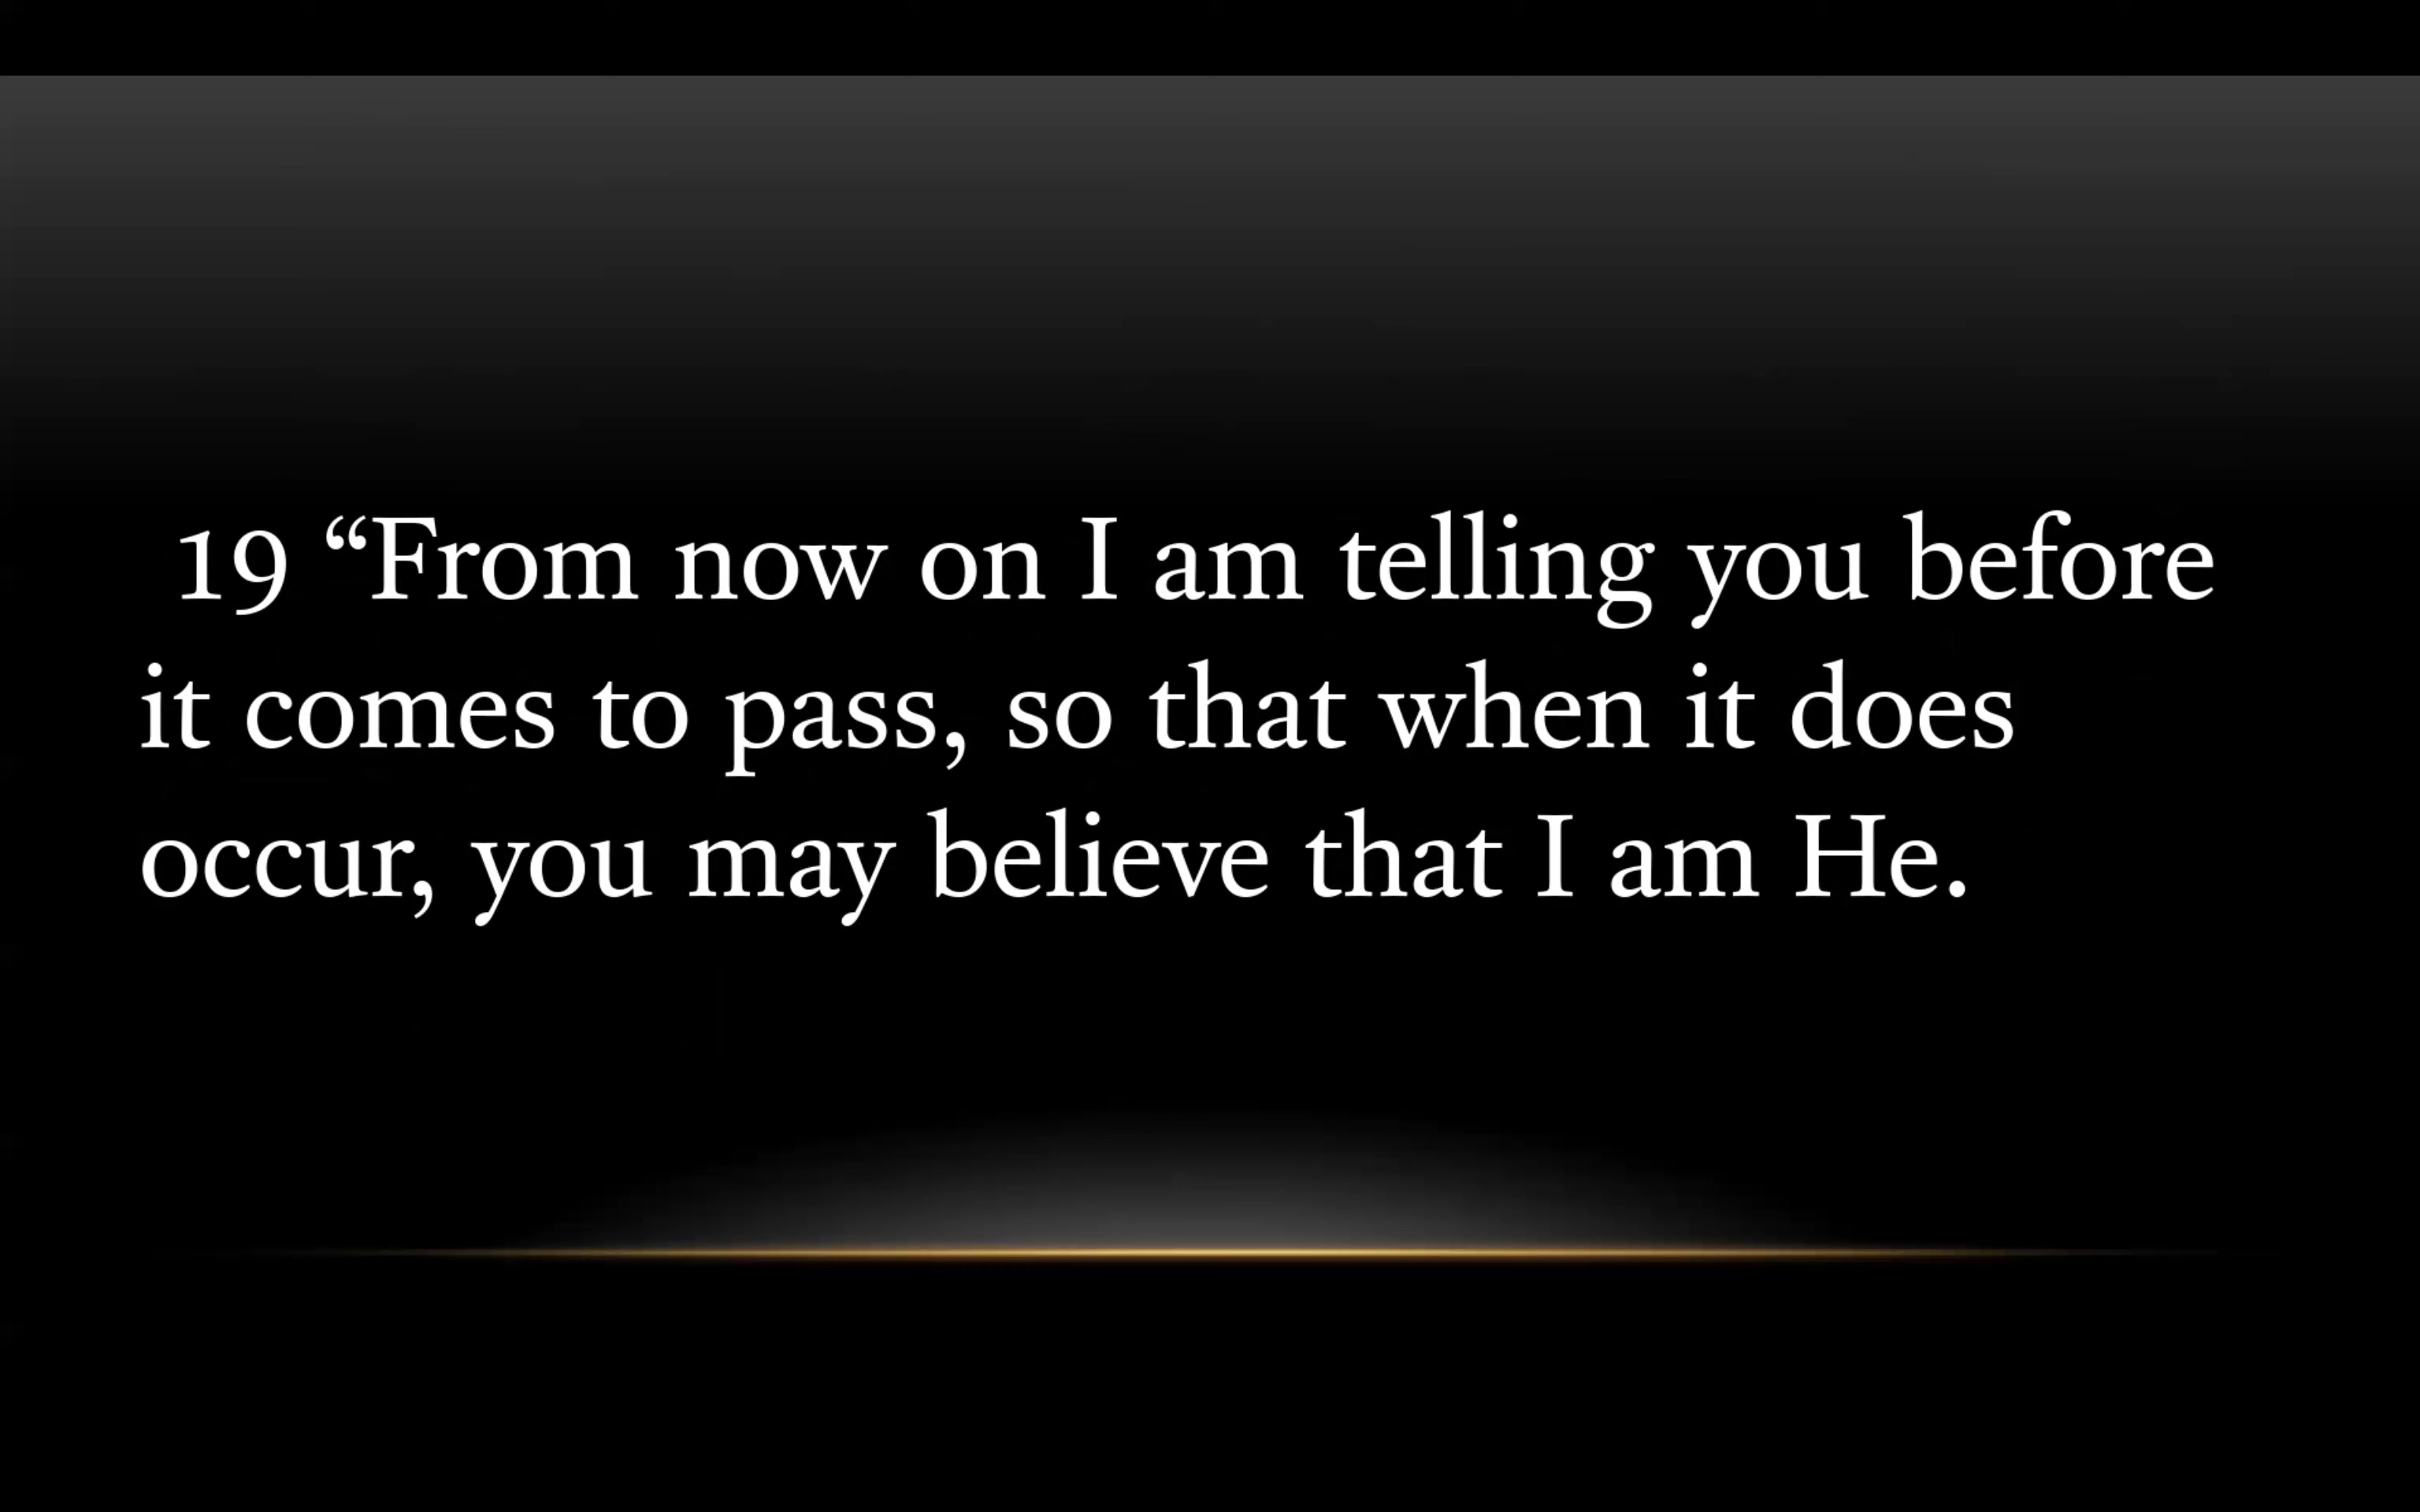 19 “From now on I am telling you before
it comes to pass, so that when it does
occur, you may believe that I am He.